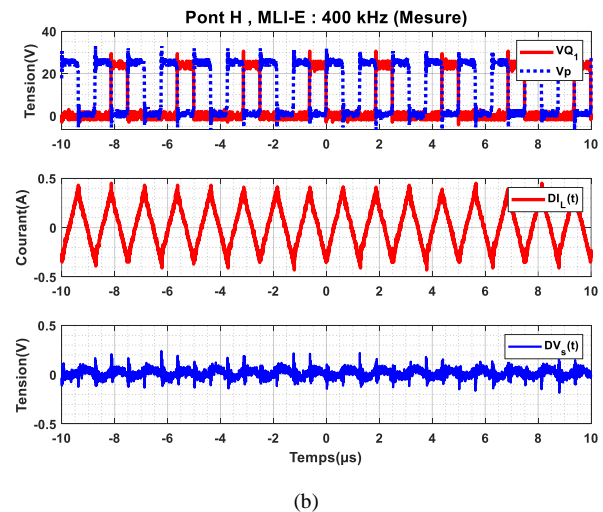 Pont H , MLI-E : 400 kHz (Mesure)
Tension(V)
40
20
0
VQ1
Vp
-10 -8 -6 -4 -2 0 2 4 6 8 10
Courant(A)
0.5
0
-0.5
DIL(t)
-10 -8 -6 -4 -2 0 2 4 6 8 10
Tension(V)
0.5
0
-0.5
DVs(t)
-10 -8 -6 -4 -2 0 2 4 6 8 10
Temps(µs)
(b)